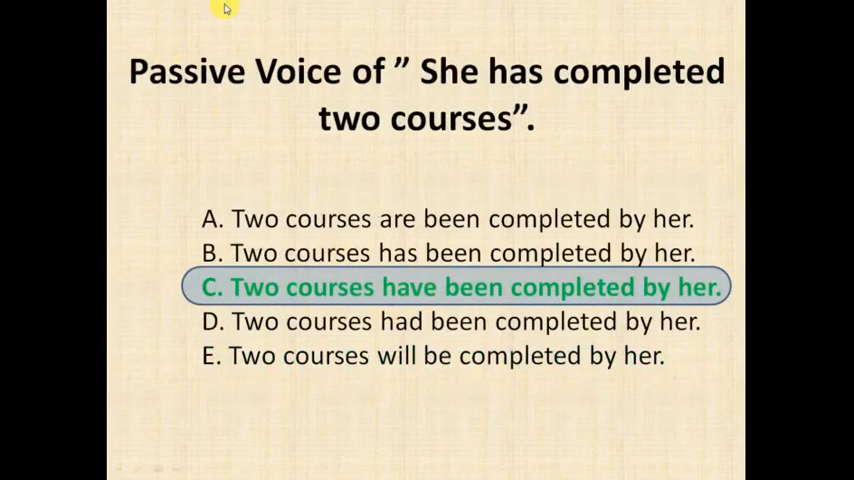 Passive Voice of ” She has completed
two courses”.
A. Two courses are been completed by her.
B. Two courses has been completed by her.
C. Two courses have been completed by her.
D. Two courses had been completed by her.
E. Two courses will be completed by her.